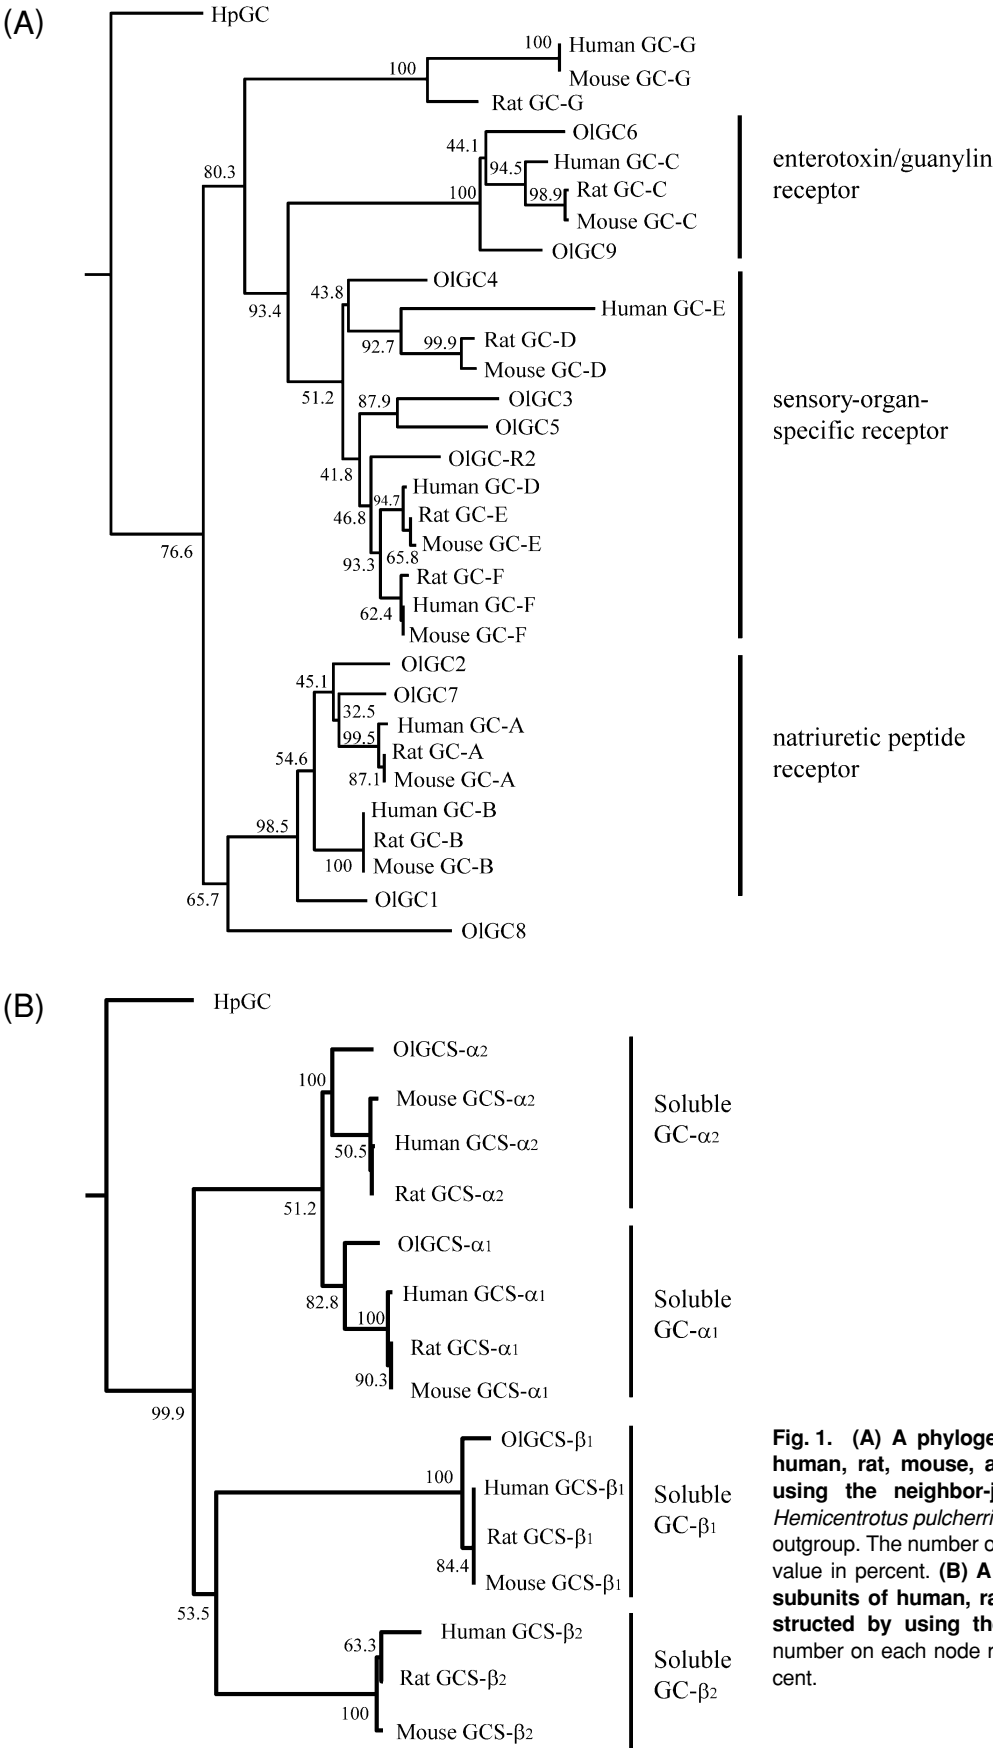 (A)
HpGC
100
Human GC-G
Mouse GC-G
100
Rat GC-G
80.3
OlGC6
44.1
Human GC-C
94.5
Rat GC-C
98.9
Mouse GC-C
100
OlGC9
enterotoxin/guanylin
receptor
93.4
OlGC4
43.8
Human GC-E
Rat GC-D
99.9
92.7
Mouse GC-D
51.2
OlGC3
87.9
OlGC5
sensory-organ-
specific receptor
41.8
OlGC-R2
Human GC-D
94.7
Rat GC-E
46.8
Mouse GC-E
65.8
93.3
Rat GC-F
Human GC-F
62.4
Mouse GC-F
76.6
OlGC2
45.1
OlGC7
32.5
Human GC-A
99.5
Rat GC-A
87.1
Mouse GC-A
54.6
Human GC-B
Rat GC-B
100
Mouse GC-B
98.5
OlGC1
65.7
OlGC8
natriuretic peptide
receptor
(B)
HpGC
OlGCS-α2
100
Mouse GCS-α2
Human GCS-α2
50.5
Rat GCS-α2
Soluble
GC-α2
51.2
OlGCS-α1
82.8
Human GCS-α1
100
Rat GCS-α1
90.3
Mouse GCS-α1
Soluble
GC-α1
99.9
OlGCS-β1
100
Human GCS-β1
Rat GCS-β1
84.4
Mouse GCS-β1
Soluble
GC-β1
53.5
Human GCS-β2
63.3
Rat GCS-β2
100
Mouse GCS-β2
Soluble
GC-β2
Fig. 1. (A) A phyloge
human, rat, mouse, a
using the neighbor-j
Hemicentrotus pulcherri
outgroup. The number o
value in percent. (B) A
subunits of human, ra
structed by using the
number on each node r
cent.